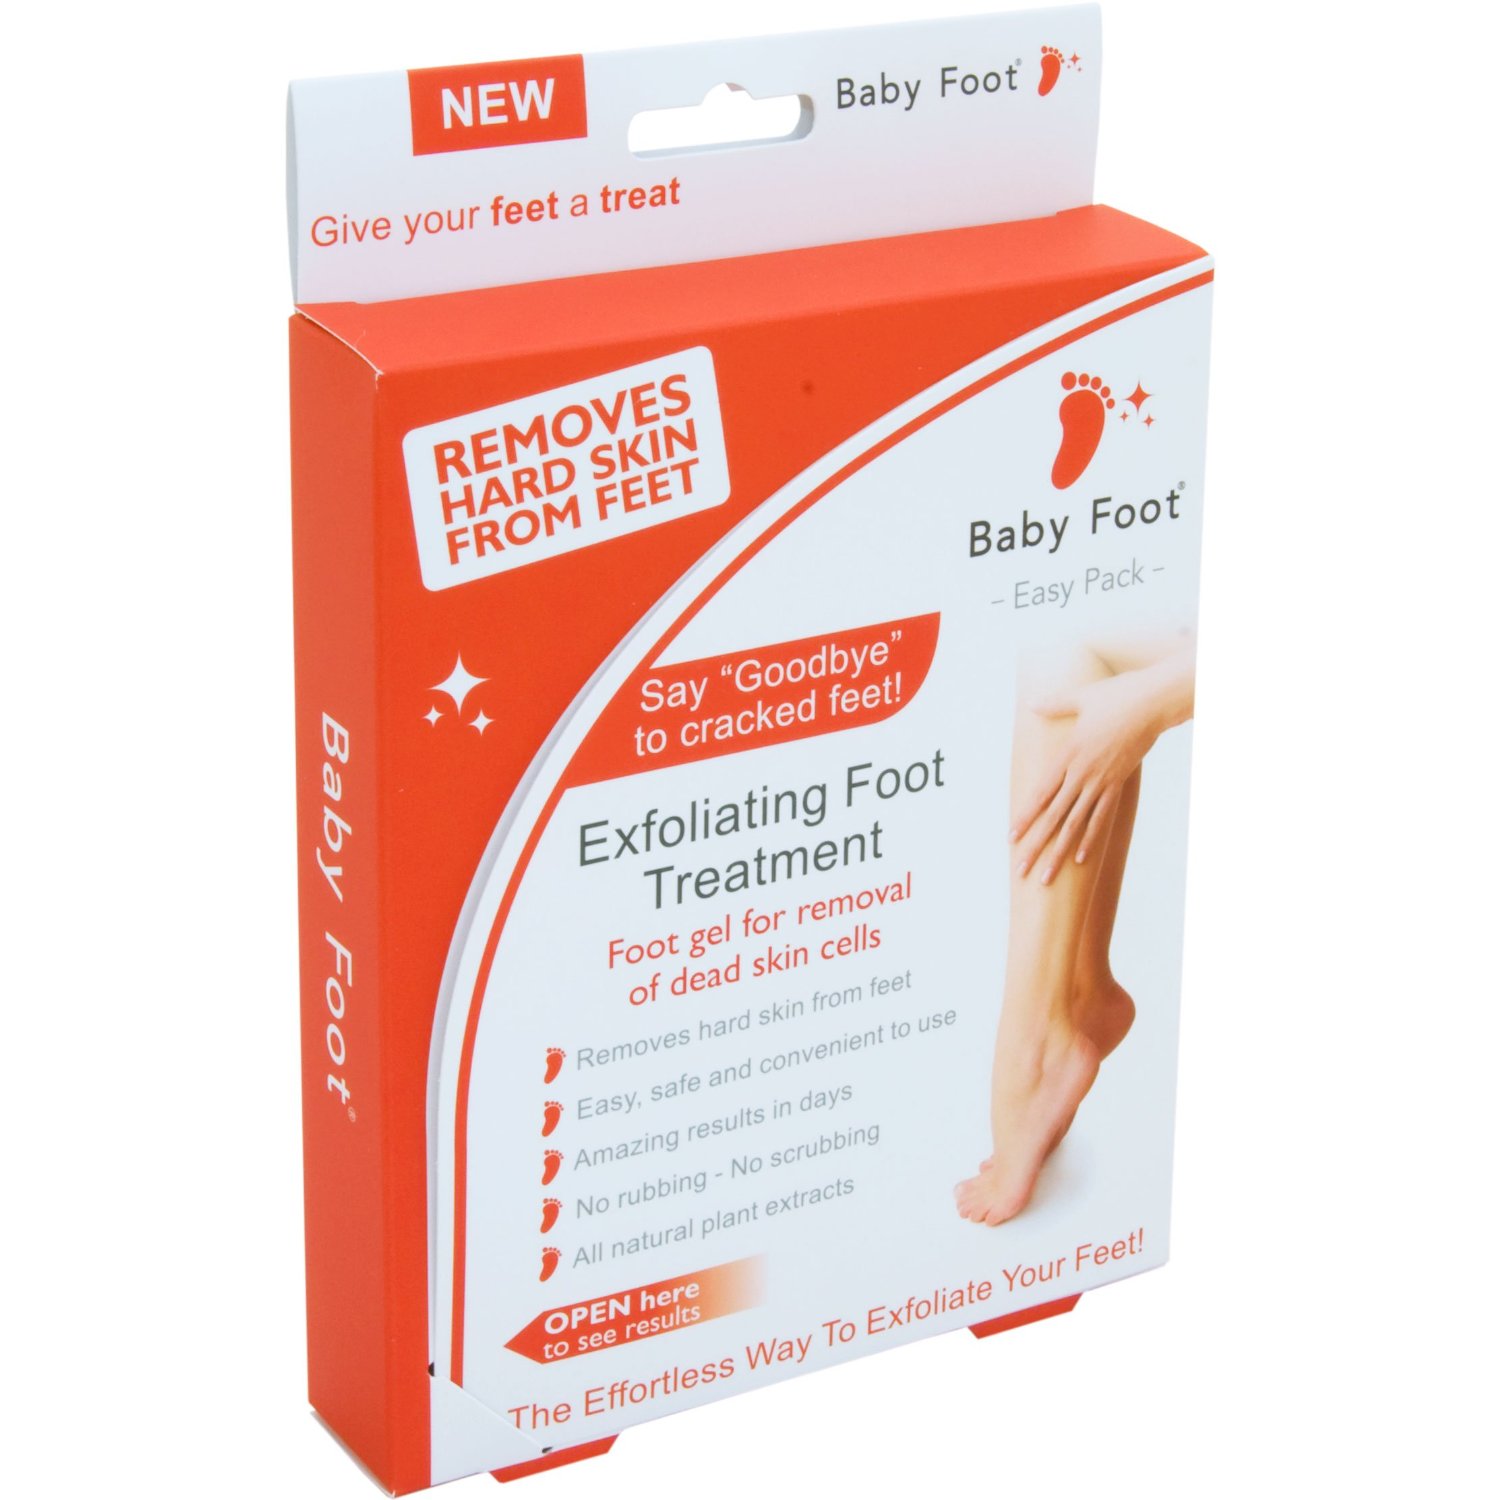 NEW
Baby Foot®
Give your feet a treat
REMOVES
HARD SKIN
FROM FEET
Baby Foot®
- Easy Pack -
Say “Goodbye”
to cracked feet!
Exfoliating Foot
Treatment
Foot gel for removal
of dead skin cells
Removes hard skin from feet
Easy, safe and convenient to use
Amazing results in days
No rubbing - No scrubbing
All natural plant extracts
OPEN here
to see results
The Effortless Way To Exfoliate Your Feet!
Baby Foot®